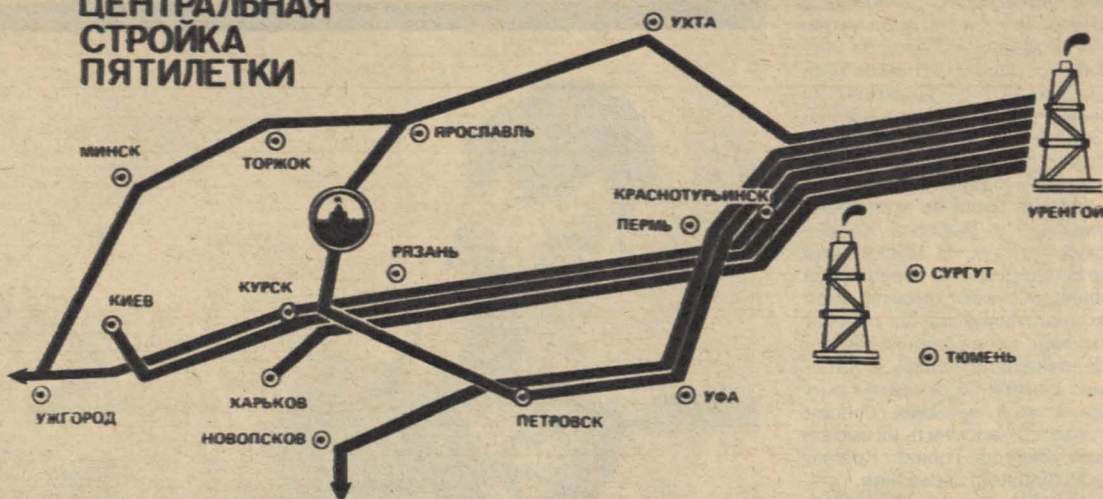 ЦЕНТРАЛЬНАЯ
СТРОЙКА
ПЯТИЛЕТКИ
УХТА
ЯРОСЛАВЛЬ
ТОРЖОК
МИНСК
КРАСНОТУРЬИНСК
ПЕРМЬ
УРЕНГОЙ
РЯЗАНЬ
СУРГУТ
КУРСК
КИЕВ
ТЮМЕНЬ
ХАРЬКОВ
УФА
УЖГОРОД
ПЕТРОВСК
НОВОПСКОВ